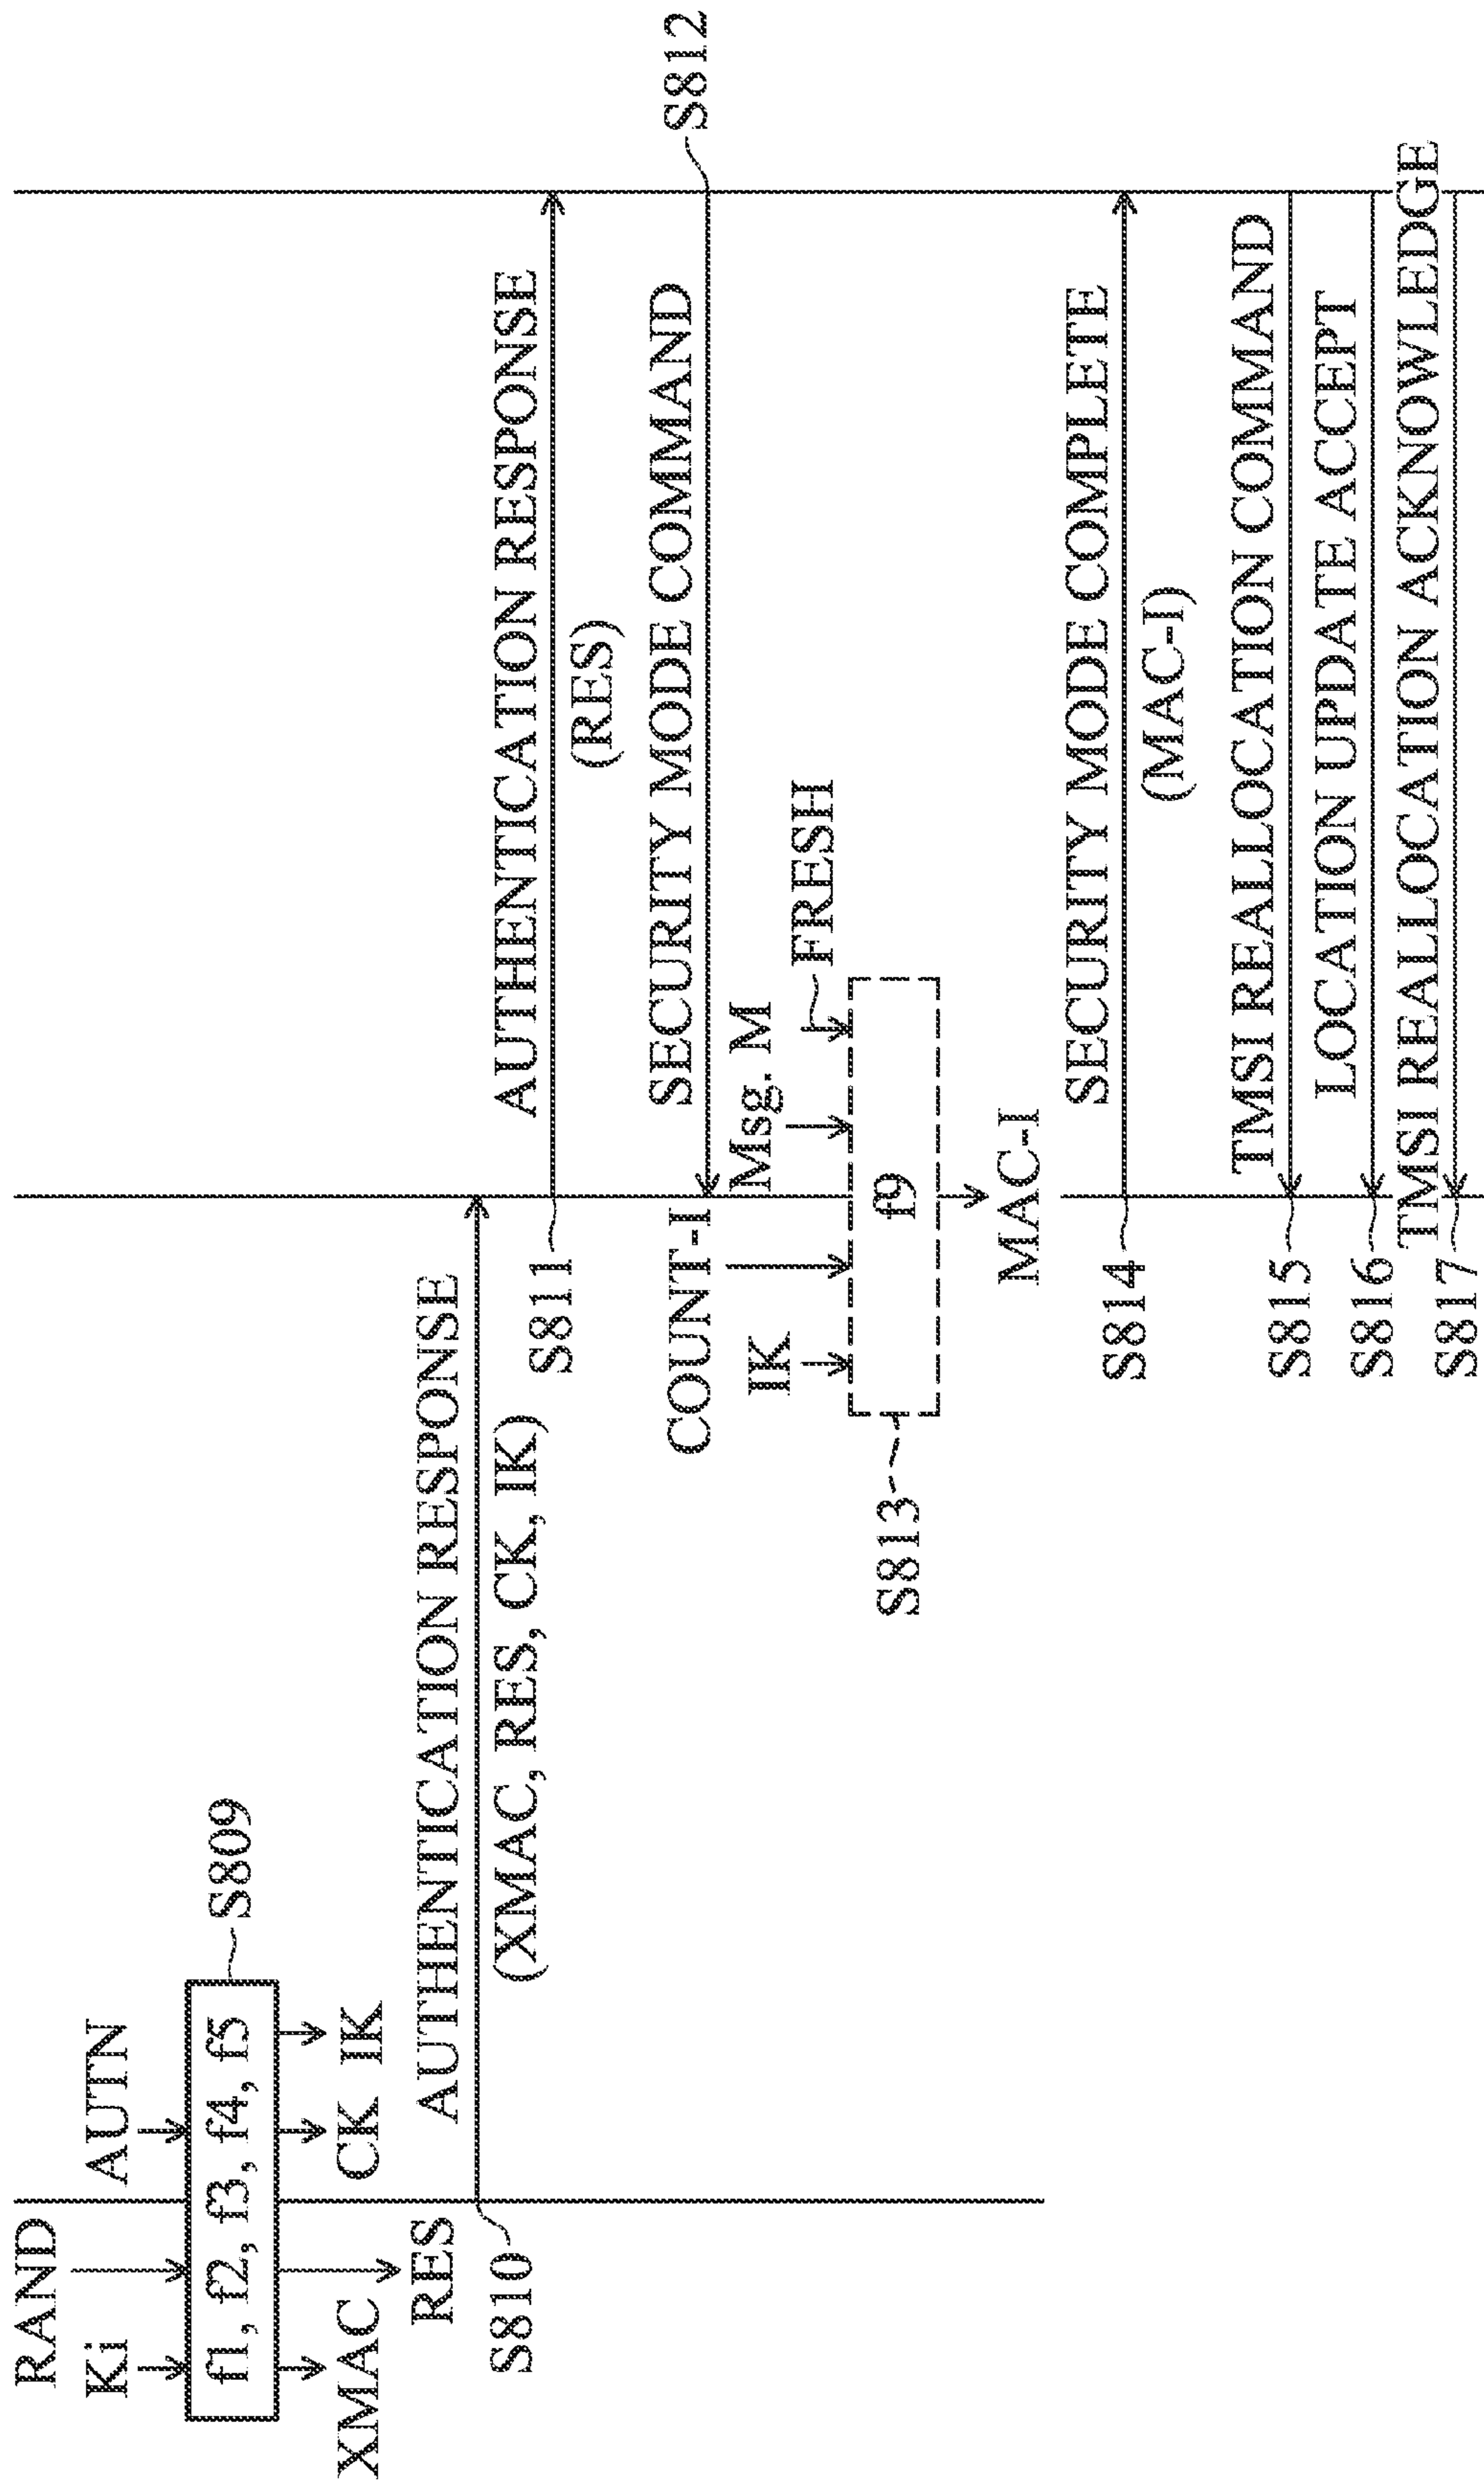 RAND
Ki
AUTN
f1, f2, f3, f4, f5
S809
XMAC
CK
IK
RES
AUTHENTICATION RESPONSE
(XMAC, RES, CK, IK)
S810
AUTHENTICATION RESPONSE
(RES)
S811
SECURITY MODE COMMAND
S812
COUNT-I
IK
Msg. M
FRESH
f9
S813
MAC-I
SECURITY MODE COMPLETE
(MAC-I)
S814
TMSI REALLOCATION COMMAND
S815
LOCATION UPDATE ACCEPT
S816
TMSI REALLOCATION ACKNOWLEDGE
S817